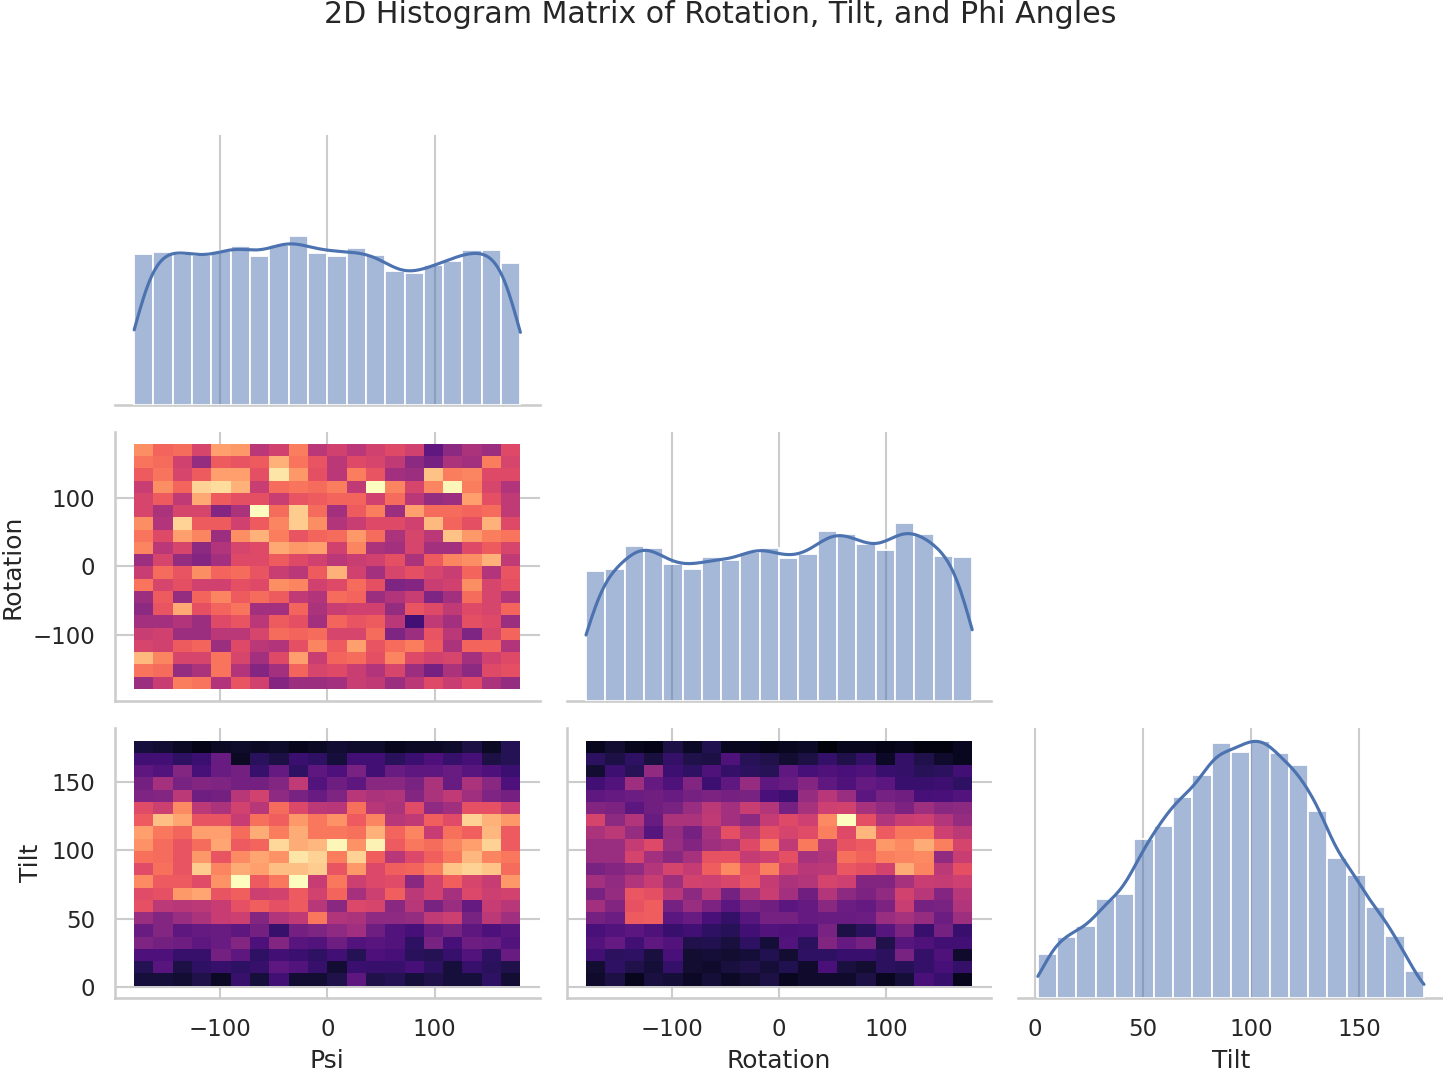 2D Histogram Matrix of Rotation, Tilt, and Phi Angles
Rotation
100
0
−100
Tilt
150
100
50
0
−100 0 100
Psi
−100 0 100
Rotation
0 50 100 150
Tilt